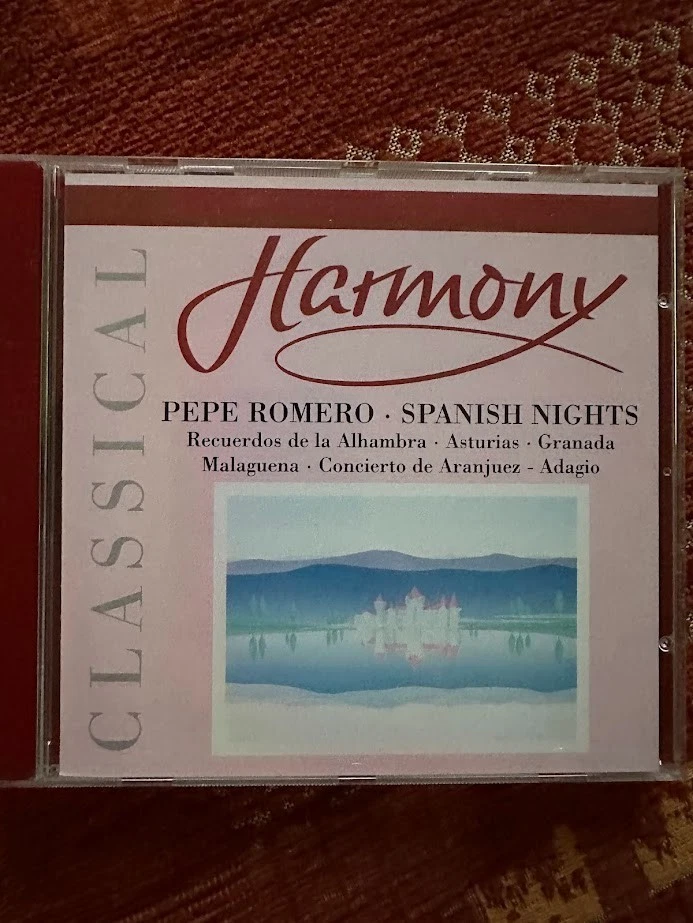 CLASSICAL
Harmony
PEPE ROMERO · SPANISH NIGHTS
Recuerdos de la Alhambra · Asturias · Granada
Malaguena · Concierto de Aranjuez - Adagio